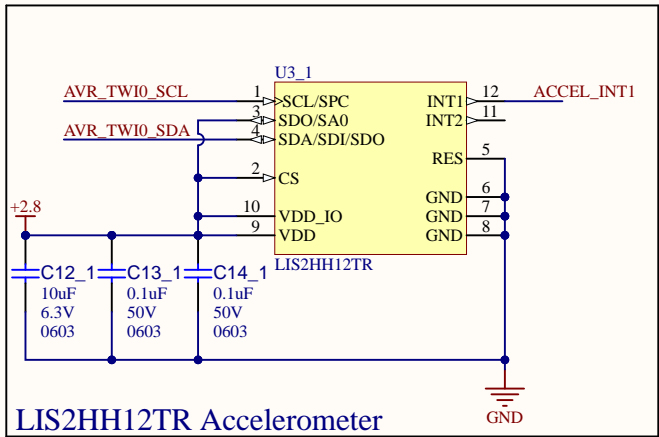 U3_1
AVR_TWI0_SCL 1 SCL/SPC INT1 12 ACCEL_INT1
3 SDO/SA0 INT2 11
AVR_TWI0_SDA 4 SDA/SDI/SDO
RES 5
2 CS
GND 6
10 VDD_IO GND 7
+2.8
9 VDD GND 8
LIS2HH12TR
C12_1 C13_1 C14_1
10uF 0.1uF 0.1uF
6.3V 50V 50V
0603 0603 0603
GND
LIS2HH12TR Accelerometer